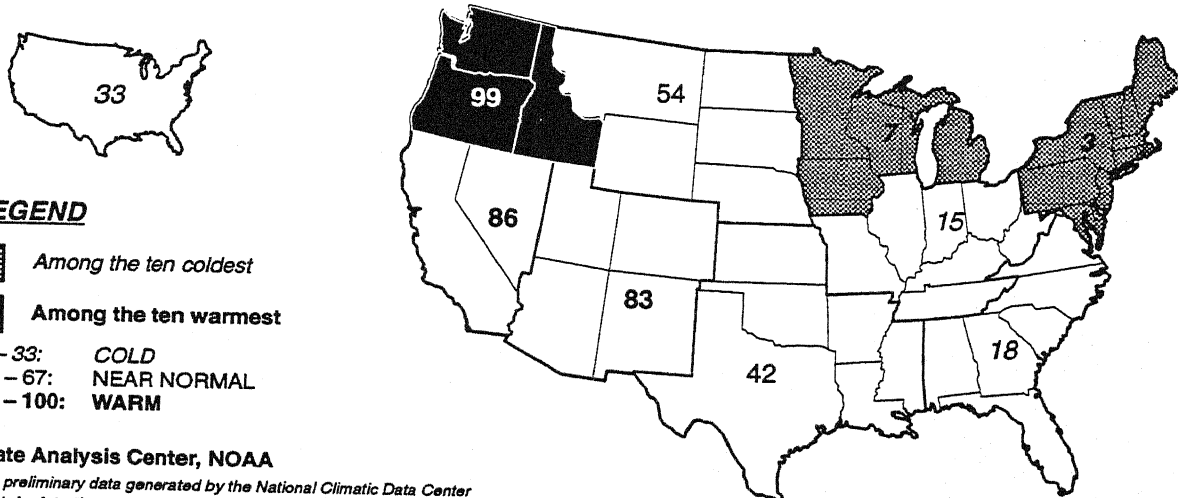 33
99
54
7
3
86
15
83
18
42
EGEND
Among the ten coldest
Among the ten warmest
– 33: COLD
– 67: NEAR NORMAL
– 100: WARM
ate Analysis Center, NOAA
preliminary data generated by the National Climatic Data Center